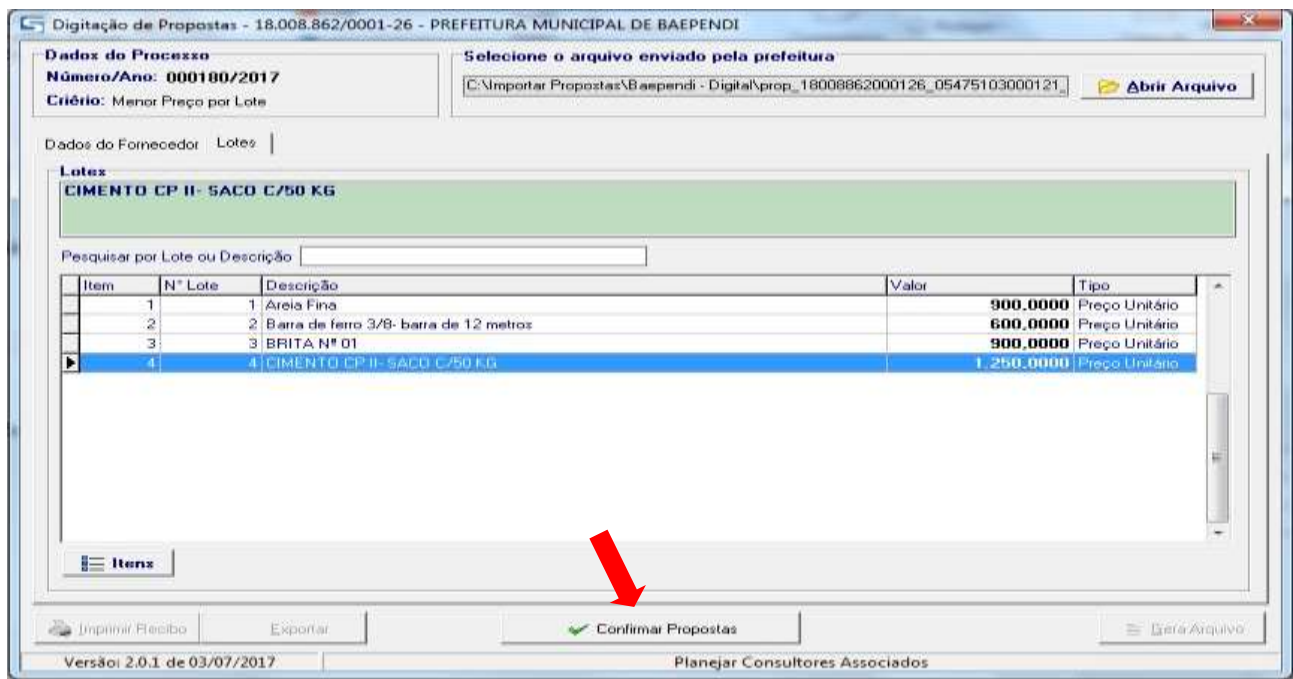 Digitação de Propostas - 18.008.862/0001-26 - PREFEITURA MUNICIPAL DE BAEPENDI
Dados do Processo
Número/Ano: 000180/2017
Criério: Menor Preço por Lote
Selecione o arquivo enviado pela prefeitura
C:\Importar Propostas\Baependi - Digital\prop_18008862000126_05475103000121_
Abrir Arquivo
Dados do Fornecedor Lotes
Lotes
CIMENTO CP II- SACO C/50 KG
Pesquisar por Lote ou Descrição
Item N° Lote Descrição Valor Tipo
1 1 Areia Fina 900,0000 Preço Unitário
2 2 Barra de ferro 3/8- barra de 12 metros 600,0000 Preço Unitário
3 3 BRITA Nº 01 900,0000 Preço Unitário
4 4 CIMENTO CP II- SACO C/50 KG 1.250,0000 Preço Unitário
Itens
Imprimir Recibo Exportar Confirmar Propostas Gera Arquivo
Versão: 2.0.1 de 03/07/2017 Planejar Consultores Associados